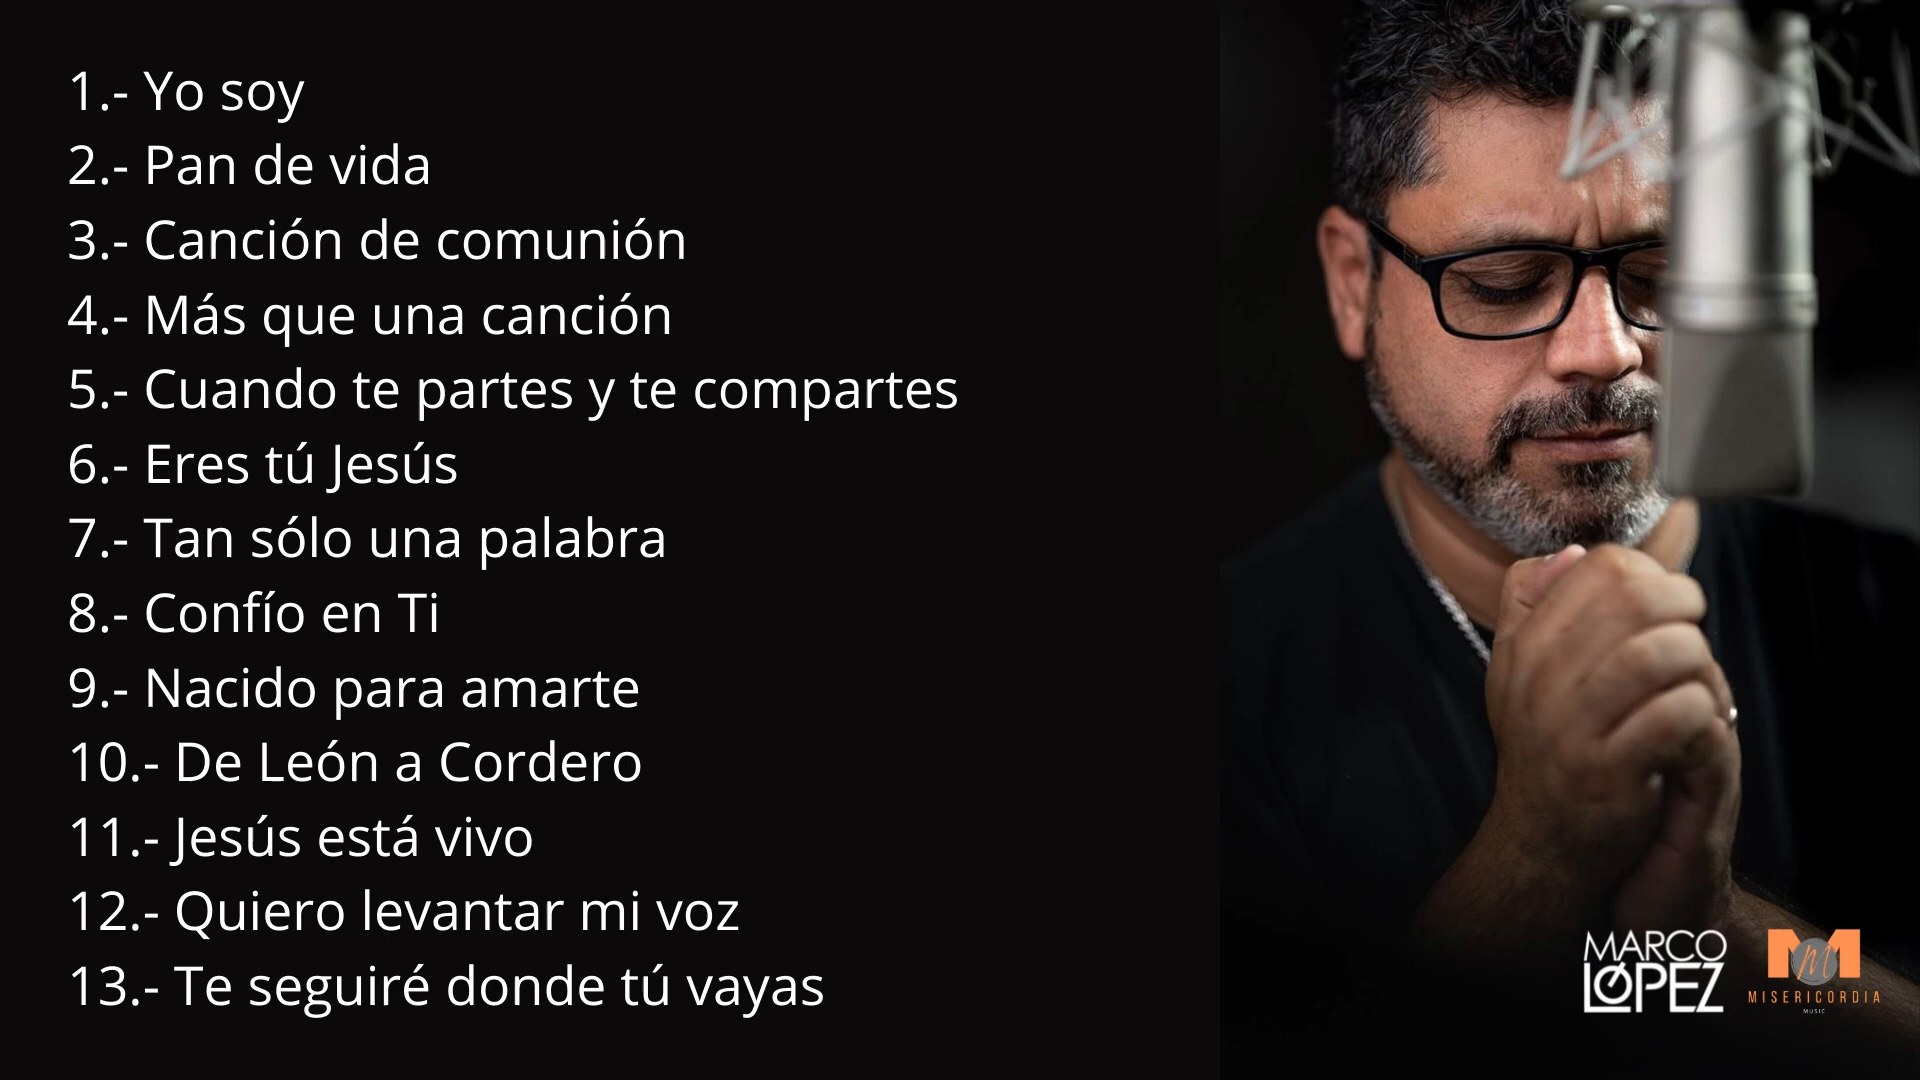 1.- Yo soy
2.- Pan de vida
3.- Canción de comunión
4.- Más que una canción
5.- Cuando te partes y te compartes
6.- Eres tú Jesús
7.- Tan sólo una palabra
8.- Confío en Ti
9.- Nacido para amarte
10.- De León a Cordero
11.- Jesús está vivo
12.- Quiero levantar mi voz
13.- Te seguiré donde tú vayas
MARCO
LÓPEZ
M
m
MISERICORDIA
MUSIC